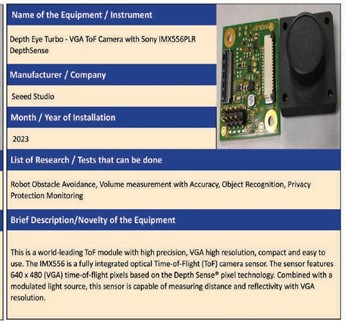 Name of the Equipment / Instrument
Depth Eye Turbo - VGA ToF Camera with Sony IMX556PLR
DepthSense
Manufacturer / Company
Seeed Studio
Month / Year of Installation
2023
List of Research / Tests that can be done
Robot Obstacle Avoidance, Volume measurement with Accuracy, Object Recognition, Privacy
Protection Monitoring
Brief Description/Novelty of the Equipment
This is a world-leading ToF module with high precision, VGA high resolution, compact and easy to
use. The IMX556 is a fully integrated optical Time-of-Flight (ToF) camera sensor. The sensor features
640 x 480 (VGA) time-of-flight pixels based on the Depth Sense® pixel technology. Combined with a
modulated light source, this sensor is capable of measuring distance and reflectivity with VGA
resolution.